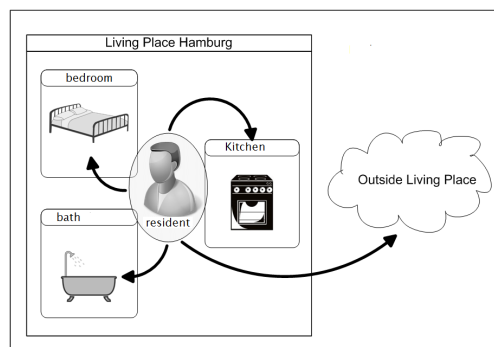 Living Place Hamburg
bedroom
Kitchen
Outside Living Place
bath
resident